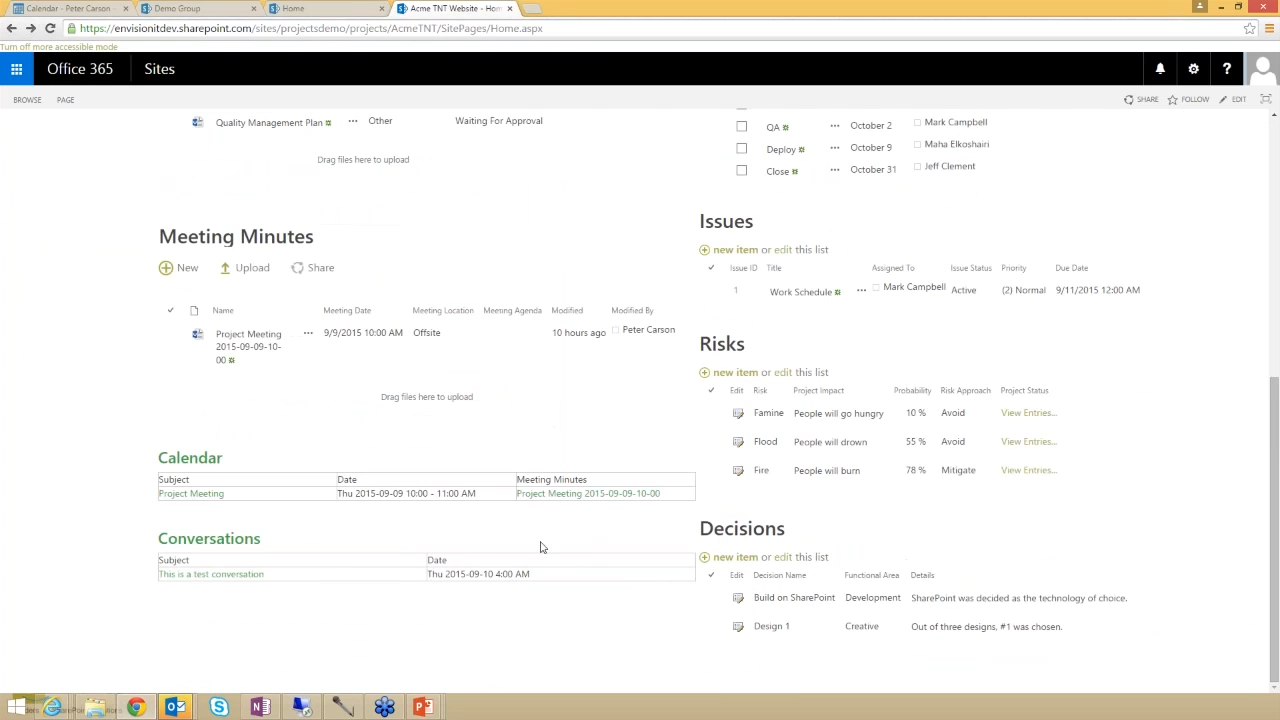 Calendar - Peter Carson -
Demo Group
Home
Acme TNT Website - Hom
https://envisionitdev.sharepoint.com/sites/projectsdemo/projects/AcmeTNT/SitePages/Home.aspx
Turn off more accessible mode
Office 365
Sites
BROWSE
PAGE
SHARE
FOLLOW
EDIT
Quality Management Plan
Other
Waiting For Approval
Drag files here to upload
Meeting Minutes
New
Upload
Share
Name
Meeting Date
Meeting Location
Meeting Agenda
Modified
Modified By
Project Meeting
2015-09-09-10-
00
9/9/2015 10:00 AM
Offsite
10 hours ago
Peter Carson
Drag files here to upload
Calendar
Subject
Date
Meeting Minutes
Project Meeting
Thu 2015-09-09 10:00 - 11:00 AM
Project Meeting 2015-09-09-10-00
Conversations
Subject
Date
This is a test conversation
Thu 2015-09-10 4:00 AM
QA
October 2
Mark Campbell
Deploy
October 9
Maha Elkoshairi
Close
October 31
Jeff Clement
Issues
new item or edit this list
Issue ID
Title
Assigned To
Issue Status
Priority
Due Date
1
Work Schedule
Mark Campbell
Active
(2) Normal
9/11/2015 12:00 AM
Risks
new item or edit this list
Edit
Risk
Project Impact
Probability
Risk Approach
Project Status
Famine
People will go hungry
10 %
Avoid
View Entries...
Flood
People will drown
55 %
Avoid
View Entries...
Fire
People will burn
78 %
Mitigate
View Entries...
Decisions
new item or edit this list
Edit
Decision Name
Functional Area
Details
Build on SharePoint
Development
SharePoint was decided as the technology of choice.
Design 1
Creative
Out of three designs, #1 was chosen.